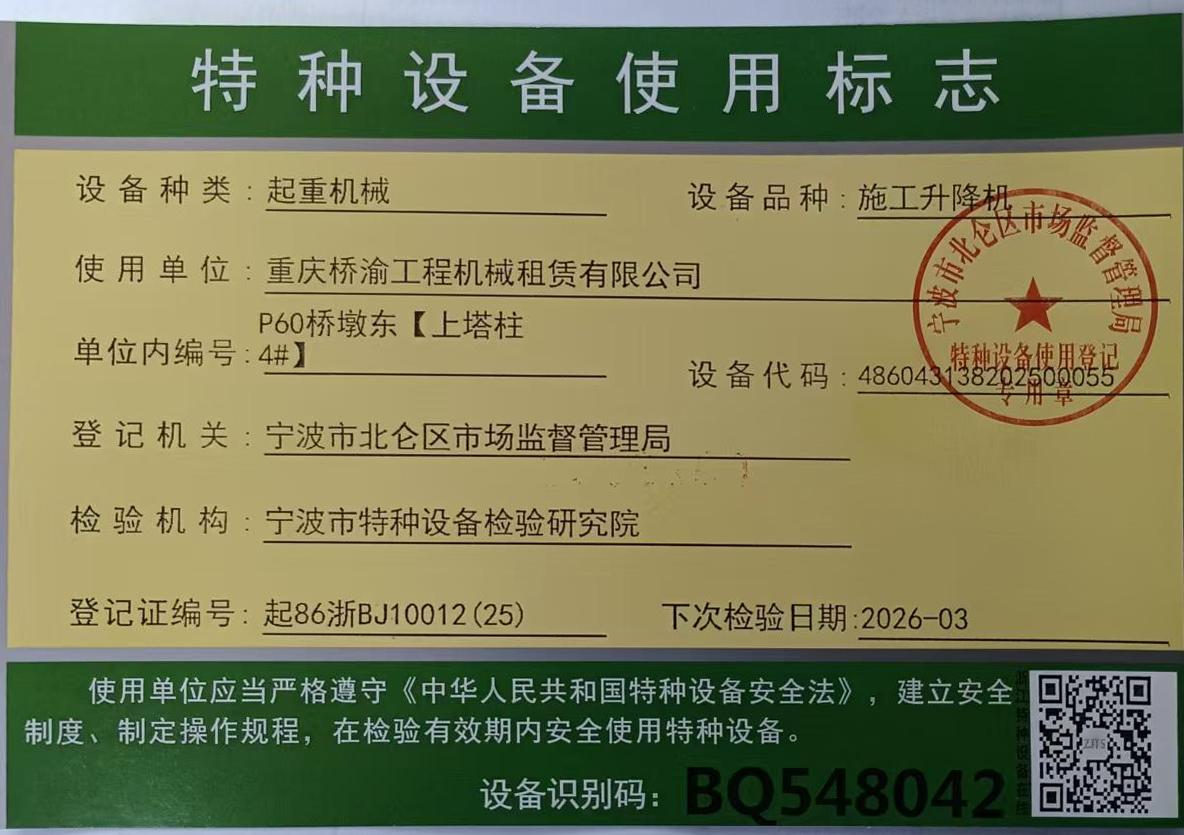 特种设备使用标志
设备种类：起重机械
设备品种：施工升降机
使用单位：重庆桥渝工程机械租赁有限公司
单位内编号：P60桥墩东【上塔柱
4#】
设备代码：486043138202500055
登记机关：宁波市北仑区市场监督管理局
检验机构：宁波市特种设备检验研究院
登记证编号：起86浙BJ10012(25)
下次检验日期：2026-03
宁波市北仑区市场监督管理局
特种设备使用登记
专用章
使用单位应当严格遵守《中华人民共和国特种设备安全法》，建立安全
制度、制定操作规程，在检验有效期内安全使用特种设备。
设备识别码：BQ548042
浙江特种设备在线
ZJTS